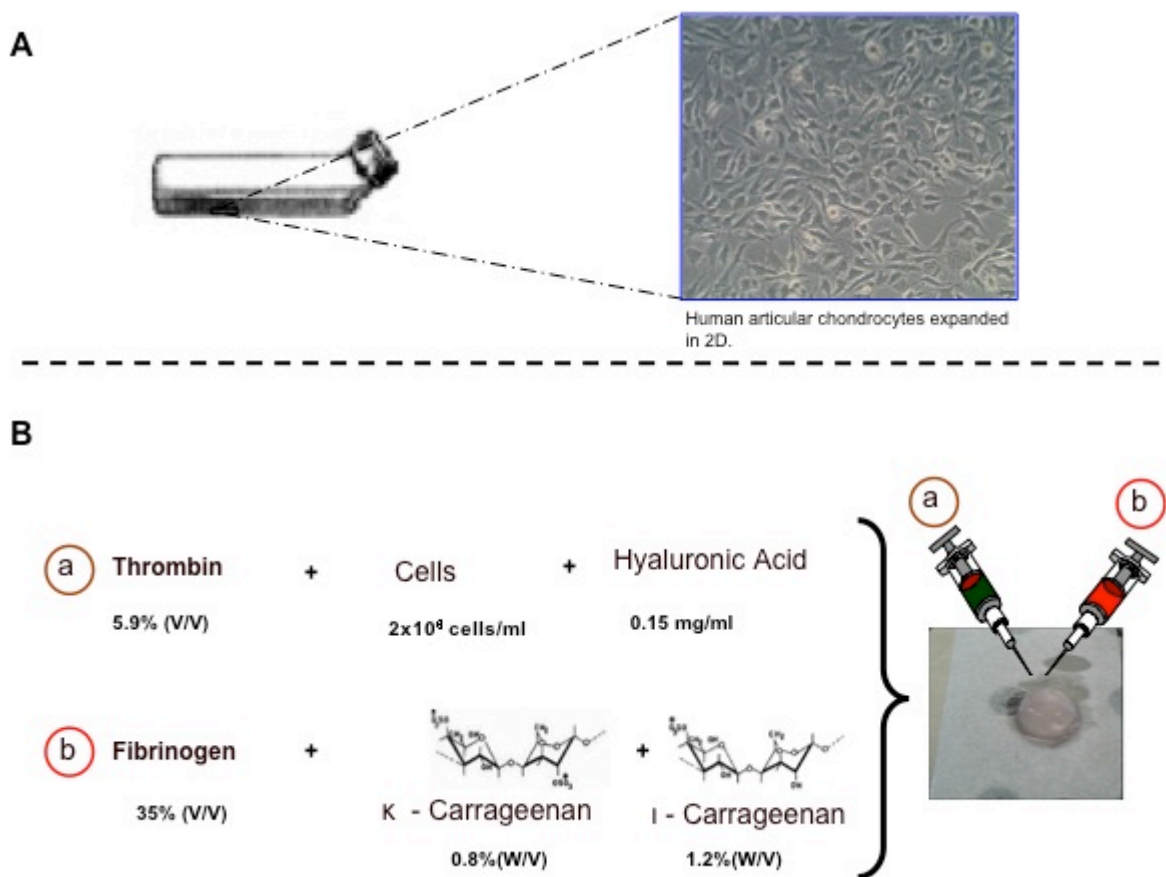 A
Human articular chondrocytes expanded
in 2D.
B
a
b
a Thrombin + Cells + Hyaluronic Acid
5.9% (V/V) 2x10⁶ cells/ml 0.15 mg/ml
b Fibrinogen + +
35% (V/V) K - Carrageenan ı - Carrageenan
0.8%(W/V) 1.2%(W/V)